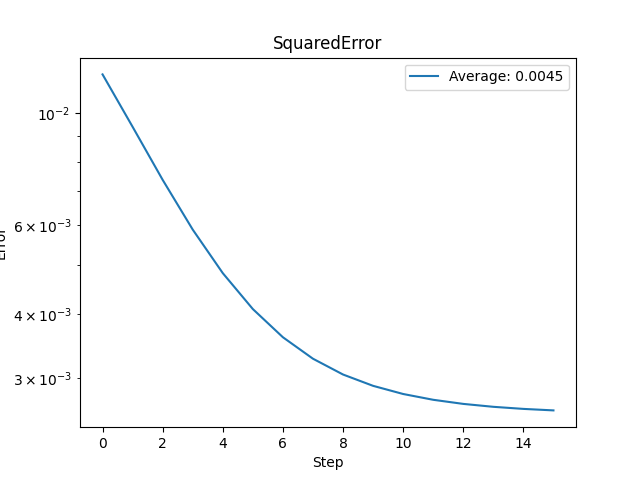 SquaredError
Average: 0.0045
10⁻²
6 × 10⁻³
4 × 10⁻³
3 × 10⁻³
Error
0 2 4 6 8 10 12 14
Step